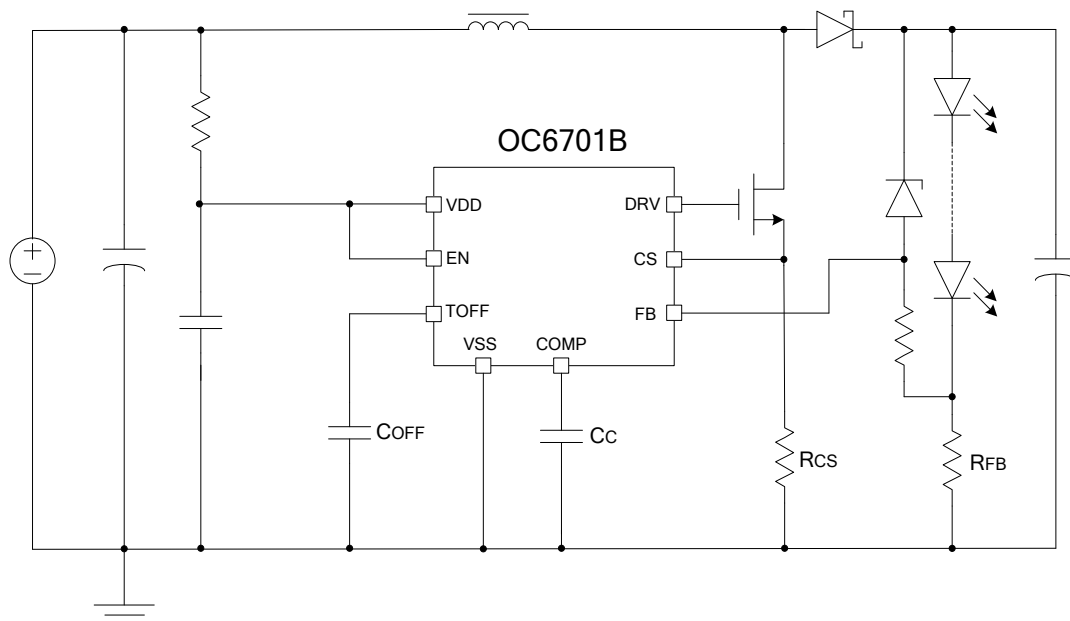 OC6701B
VDD
DRV
EN
CS
TOFF
FB
VSS
COMP
COFF
CC
RCS
RFB